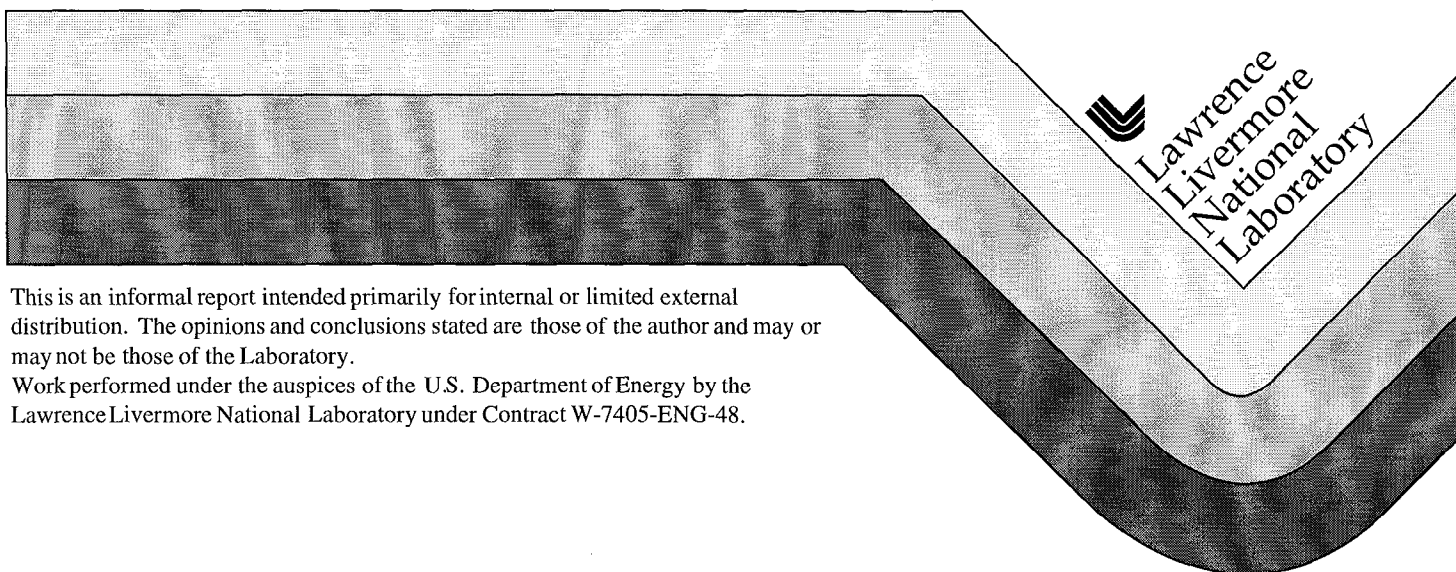 Lawrence
Livermore
National
Laboratory
This is an informal report intended primarily for internal or limited external
distribution. The opinions and conclusions stated are those of the author and may or
may not be those of the Laboratory.
Work performed under the auspices of the U.S. Department of Energy by the
Lawrence Livermore National Laboratory under Contract W-7405-ENG-48.